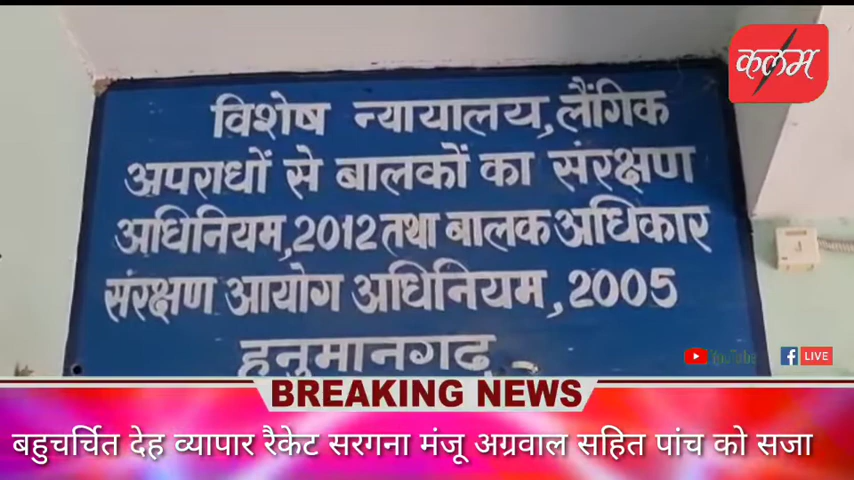 कलम
विशेष न्यायालय, लैंगिक
अपराधों से बालकों का संरक्षण
अधिनियम, 2012 तथा बालक अधिकार
संरक्षण आयोग अधिनियम, 2005
हनुमानगढ़
YouTube
LIVE
BREAKING NEWS
बहुचर्चित देह व्यापार रैकेट सरगना मंजू अग्रवाल सहित पांच को सजा